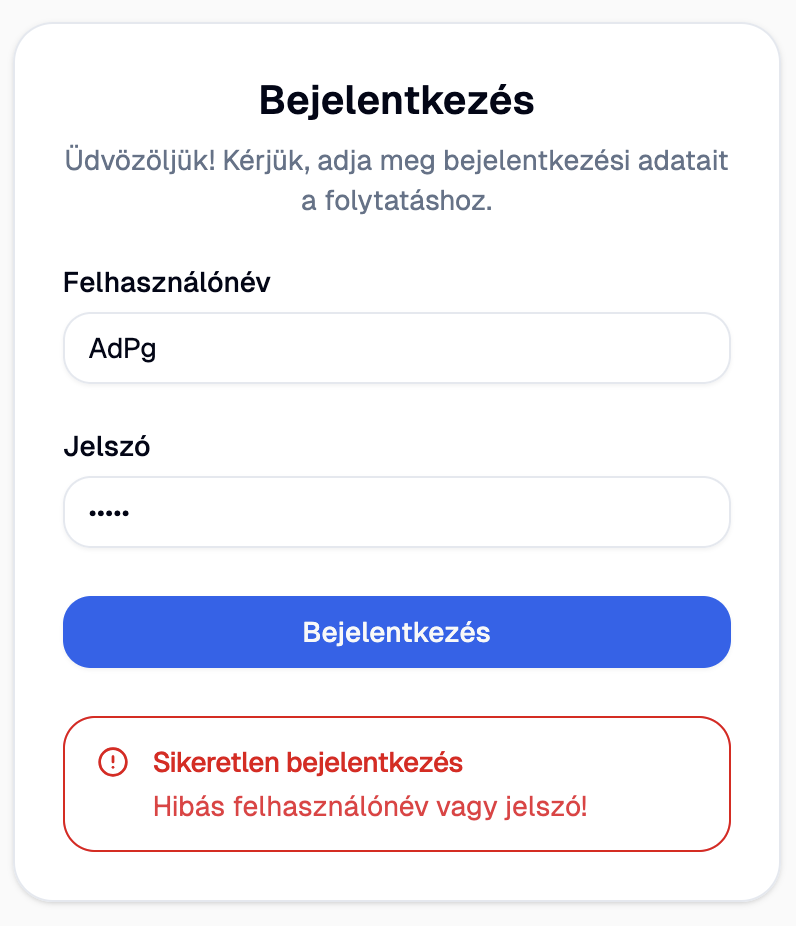 Bejelentkezés
Üdvözöljük! Kérjük, adja meg bejelentkezési adatait
a folytatáshoz.
Felhasználónév
AdPg
Jelszó
•••••
Bejelentkezés
Sikeretlen bejelentkezés
Hibás felhasználónév vagy jelszó!